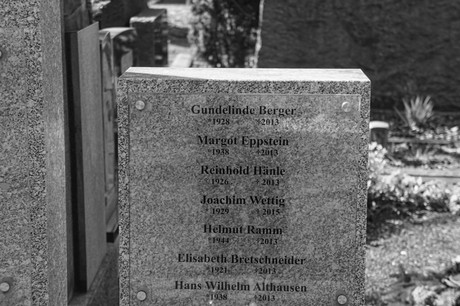 Gundelinde Berger
*1928 +2013
Margot Eppstein
*1938 +2013
Reinhold Hänle
*1926 +2013
Joachim Wettig
*1929 +2015
Helmut Ramm
*1944 +2013
Elisabeth Bretschneider
*1921 +2013
Hans Wilhelm Althausen
*1938 +2013